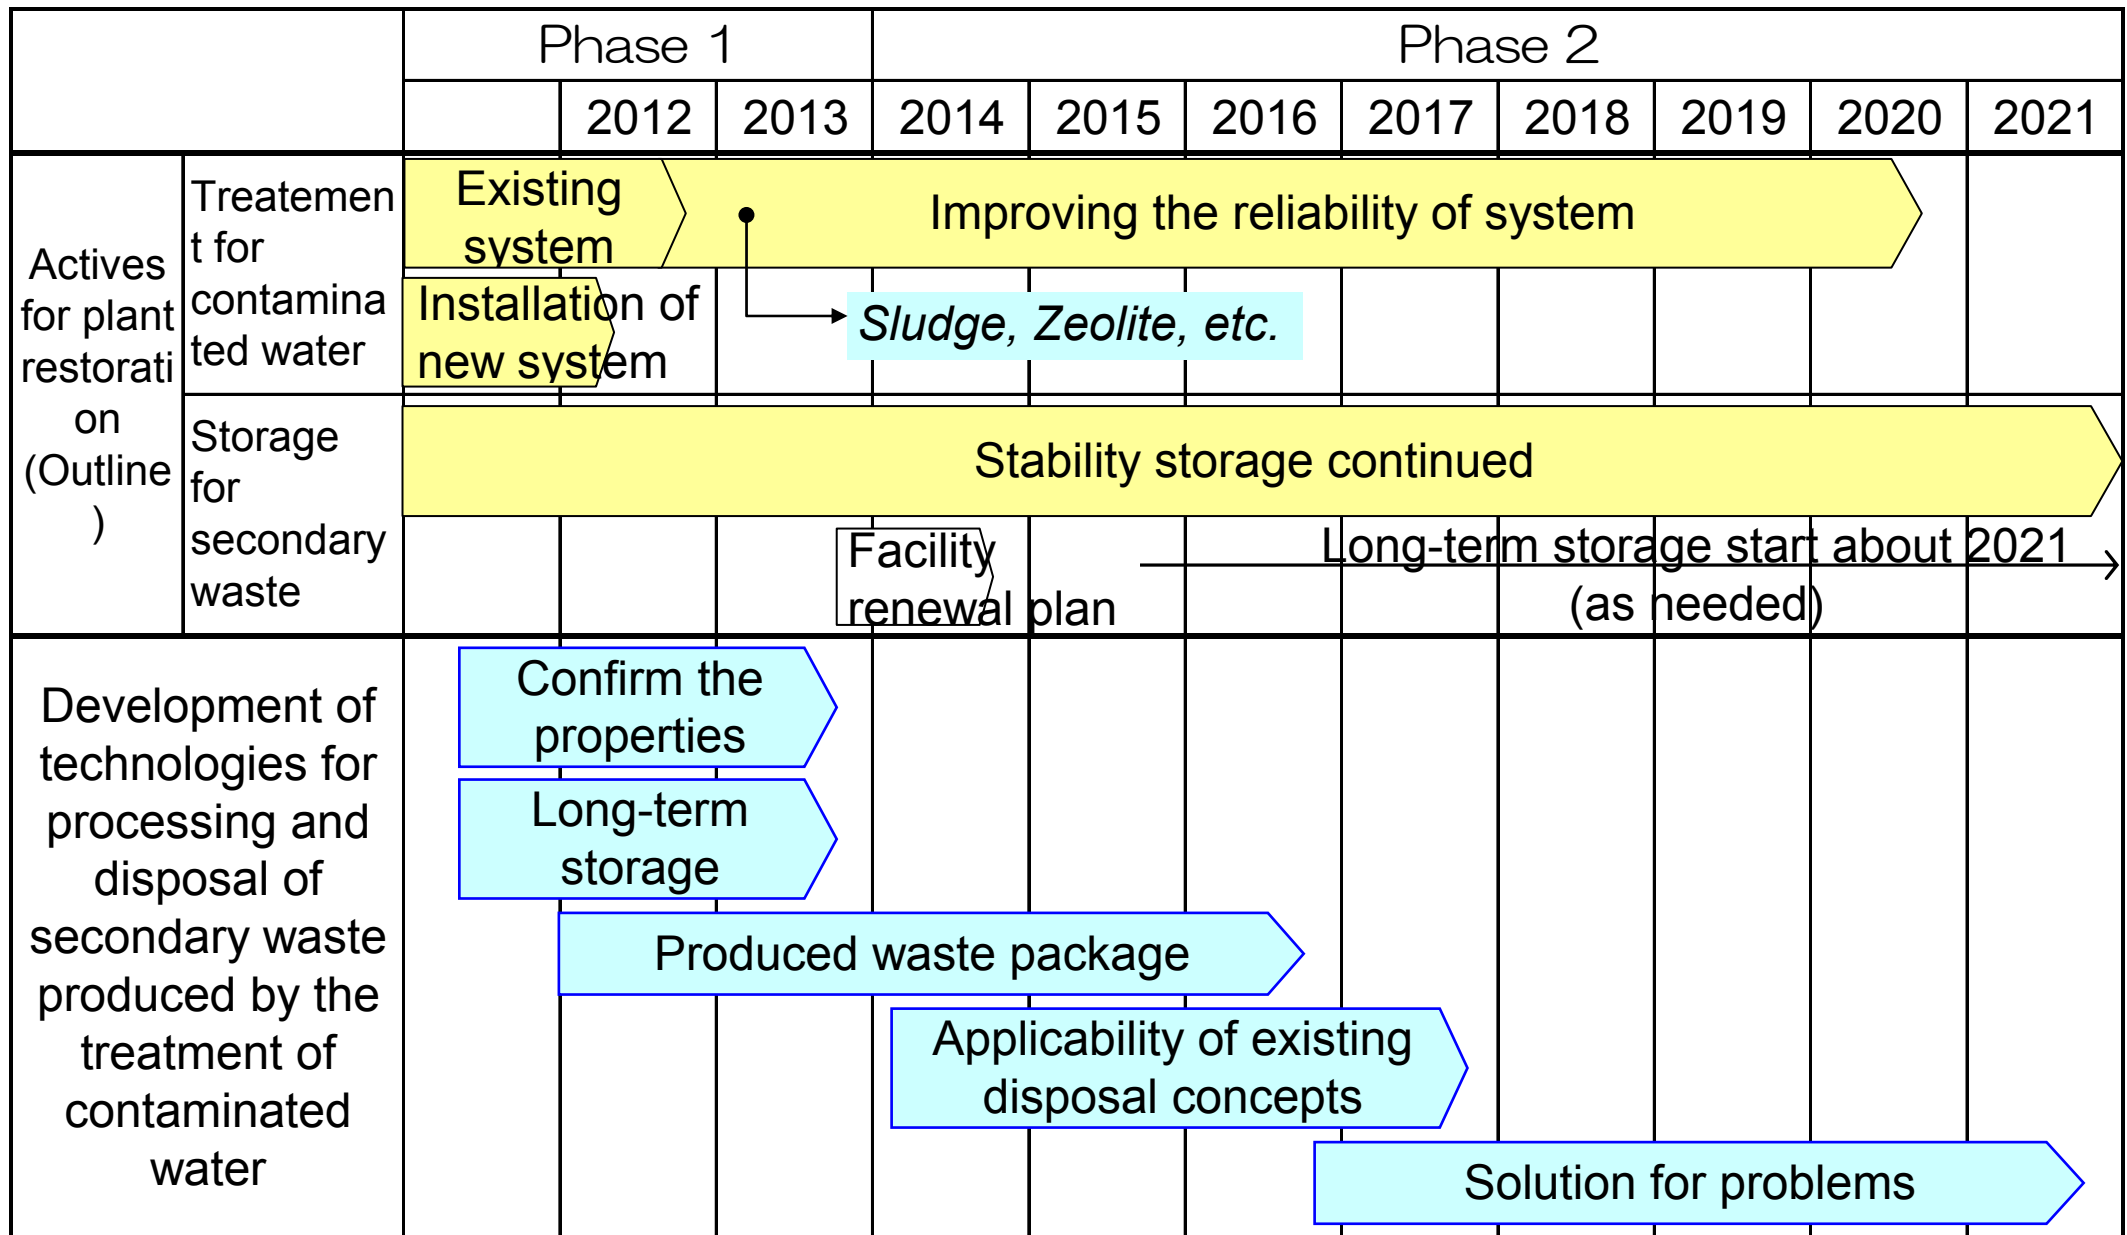 Phase 1
Phase 2
2012
2013
2014
2015
2016
2017
2018
2019
2020
2021
Actives
for plant
restorati
on
(Outline
)
Treatemen
t for
contamina
ted water
Existing
system
Improving the reliability of system
Installation of
new system
Sludge, Zeolite, etc.
Storage
for
secondary
waste
Stability storage continued
Facility
renewal plan
Long-term storage start about 2021
(as needed)
Development of
technologies for
processing and
disposal of
secondary waste
produced by the
treatment of
contaminated
water
Confirm the
properties
Long-term
storage
Produced waste package
Applicability of existing
disposal concepts
Solution for problems